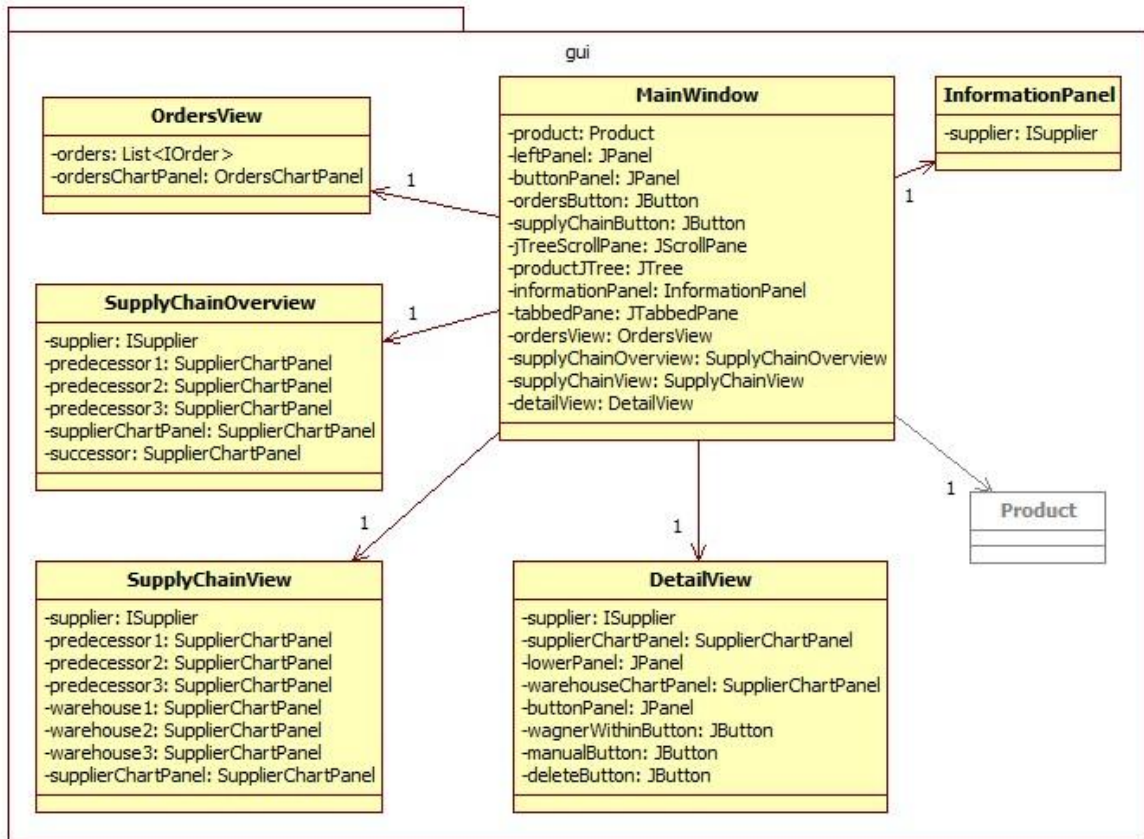 gui
OrdersView
-orders: List<IOrder>
-ordersChartPanel: OrdersChartPanel
1
MainWindow
-product: Product
-leftPanel: JPanel
-buttonPanel: JPanel
-ordersButton: JButton
-supplyChainButton: JButton
-jTreeScrollPane: JScrollPane
-productJTree: JTree
-informationPanel: InformationPanel
-tabbedPane: JTabbedPane
-ordersView: OrdersView
-supplyChainOverview: SupplyChainOverview
-supplyChainView: SupplyChainView
-detailView: DetailView
InformationPanel
-supplier: ISupplier
1
SupplyChainOverview
-supplier: ISupplier
-predecessor1: SupplierChartPanel
-predecessor2: SupplierChartPanel
-predecessor3: SupplierChartPanel
-supplierChartPanel: SupplierChartPanel
-successor: SupplierChartPanel
1
1
Product
1
SupplyChainView
-supplier: ISupplier
-predecessor1: SupplierChartPanel
-predecessor2: SupplierChartPanel
-predecessor3: SupplierChartPanel
-warehouse1: SupplierChartPanel
-warehouse2: SupplierChartPanel
-warehouse3: SupplierChartPanel
-supplierChartPanel: SupplierChartPanel
1
DetailView
-supplier: ISupplier
-supplierChartPanel: SupplierChartPanel
-lowerPanel: JPanel
-warehouseChartPanel: SupplierChartPanel
-buttonPanel: JPanel
-wagnerWithinButton: JButton
-manualButton: JButton
-deleteButton: JButton